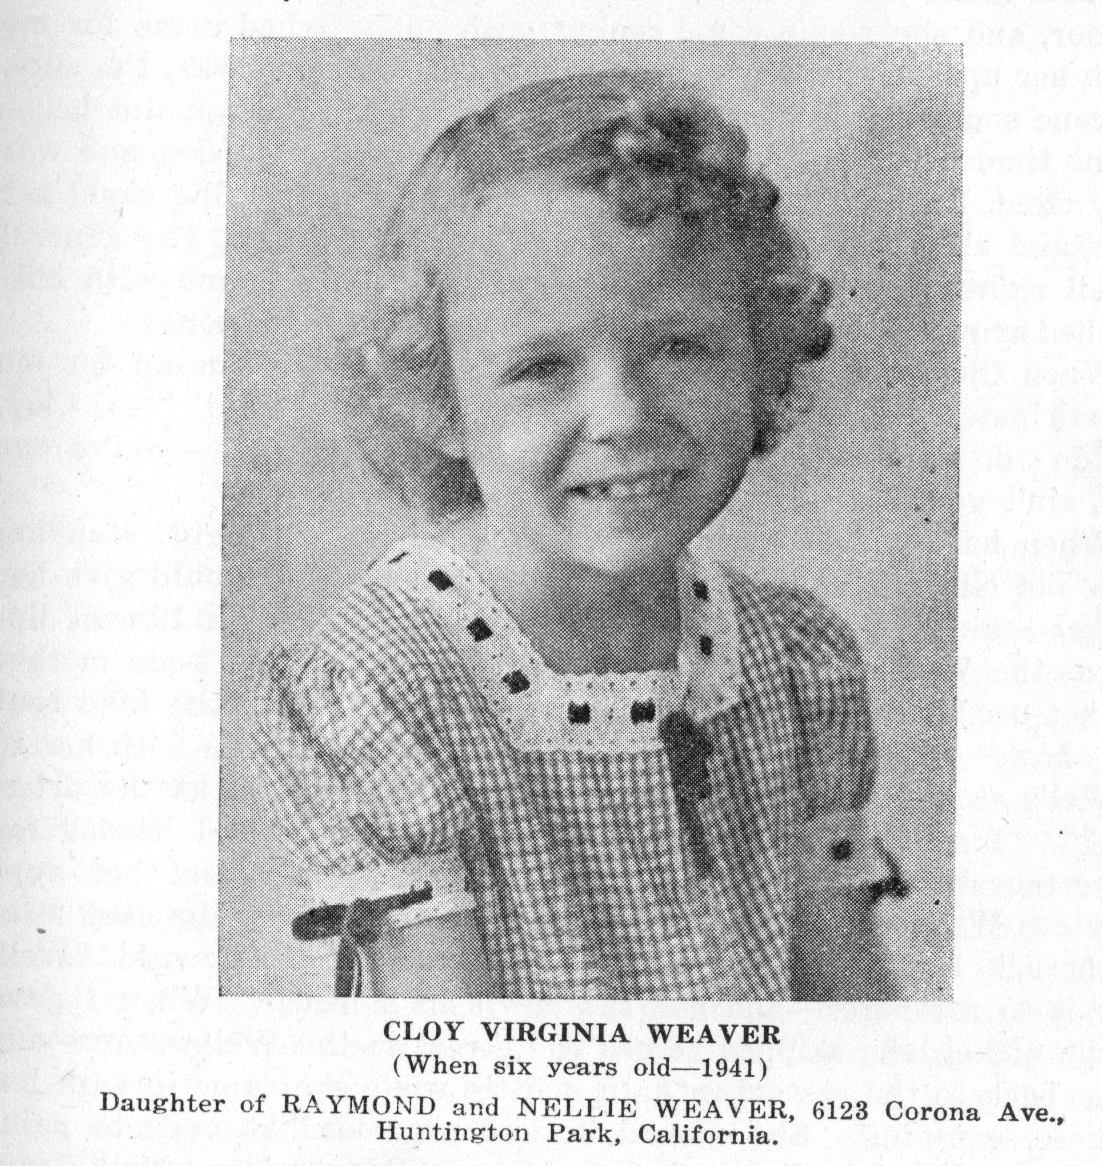 CLOY VIRGINIA WEAVER
(When six years old—1941)
Daughter of RAYMOND and NELLIE WEAVER, 6123 Corona Ave.,
Huntington Park, California.